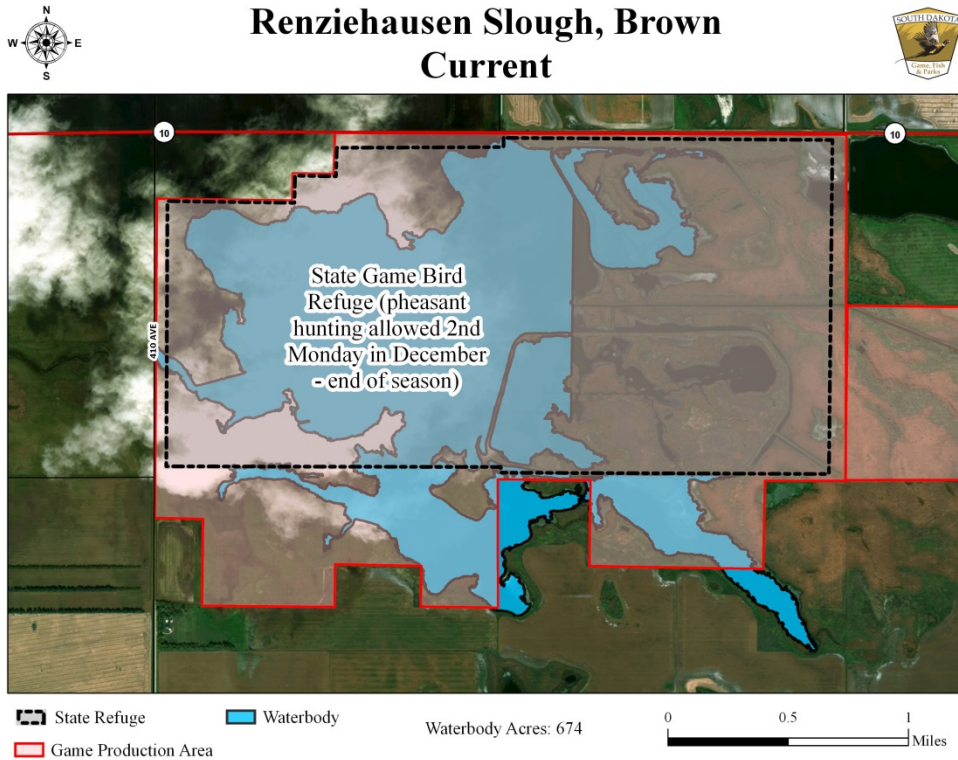 Renziehausen Slough, Brown
Current
N
W
E
S
SOUTH DAKOTA
Game, Fish
& Parks
10
10
410 AVE
State Game Bird
Refuge (pheasant
hunting allowed 2nd
Monday in December
- end of season)
State Refuge
Waterbody
Game Production Area
Waterbody Acres: 674
0
0.5
1
Miles